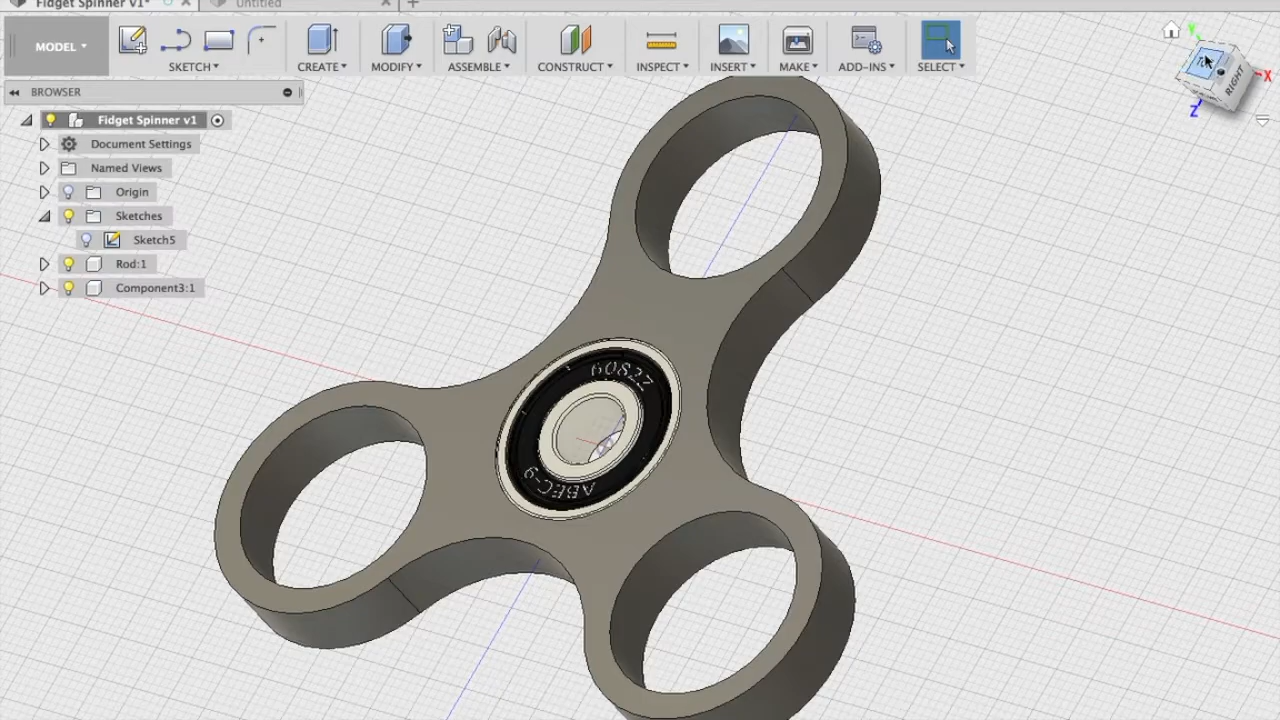 Fidget Spinner v1*
Untitled
MODEL
SKETCH
CREATE
MODIFY
ASSEMBLE
CONSTRUCT
INSPECT
INSERT
MAKE
ADD-INS
SELECT
Y
X
Z
RIGHT
BROWSER
Fidget Spinner v1
Document Settings
Named Views
Origin
Sketches
Sketch5
Rod:1
Component3:1
608ZZ
ABEC-9